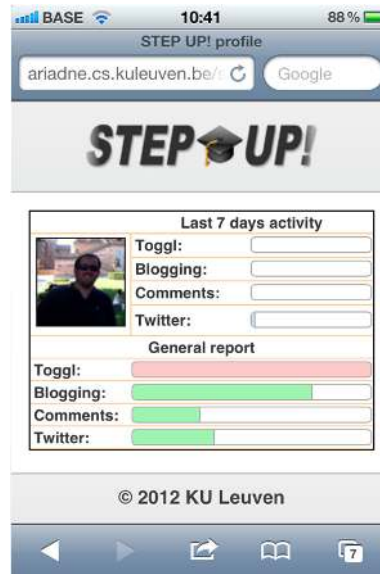 BASE 10:41 88 %
STEP UP! profile
ariadne.cs.kuleuven.be/ Google
STEP UP!
Last 7 days activity
Toggl:
Blogging:
Comments:
Twitter:
General report
Toggl:
Blogging:
Comments:
Twitter:
© 2012 KU Leuven
7